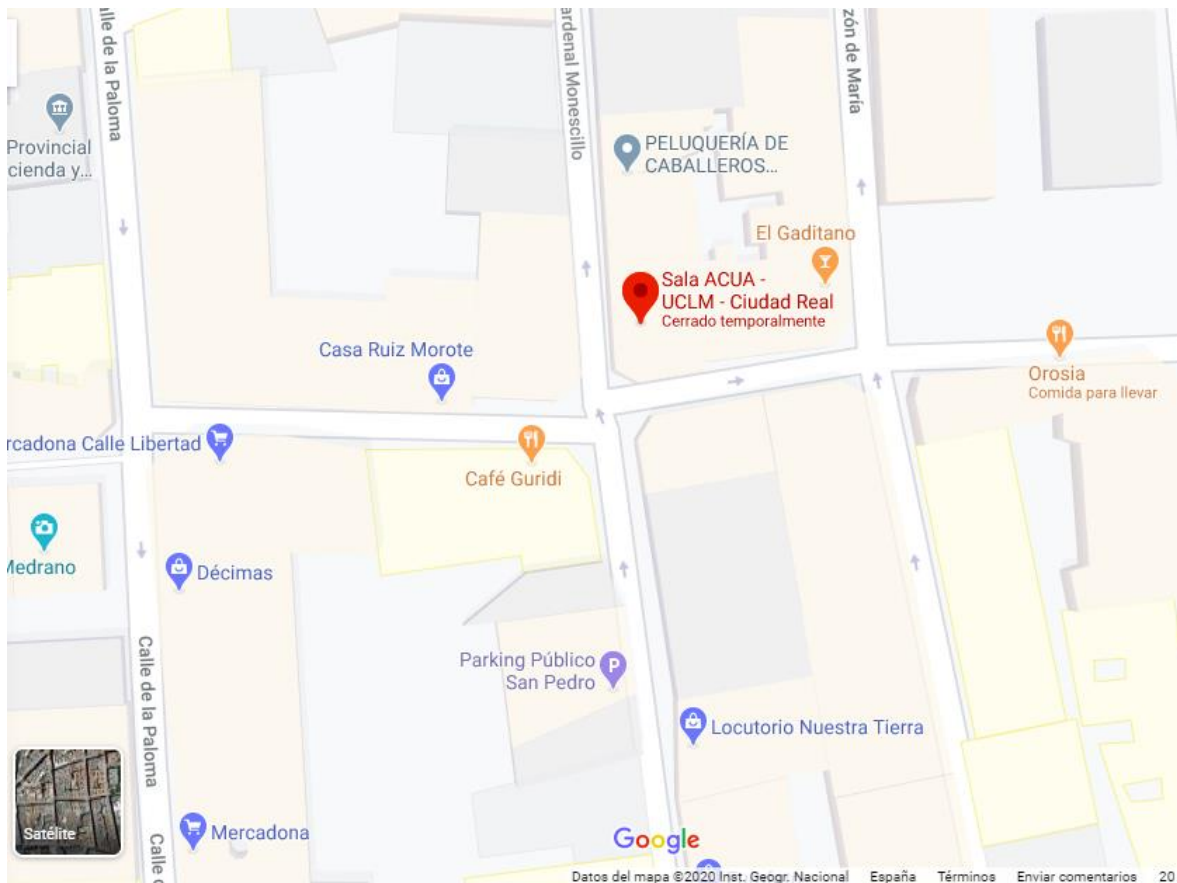 alle de la Paloma
ardenal Monescillo
zón de María
Provincial
cienda y...
PELUQUERÍA DE
CABALLEROS...
El Gaditano
Sala ACUA -
UCLM - Ciudad Real
Cerrado temporalmente
Casa Ruiz Morote
Orosia
Comida para llevar
rcadona Calle Libertad
Café Guridi
Medrano
Décimas
Calle de la Paloma
Parking Público
San Pedro
P
Locutorio Nuestra Tierra
Satélite
Mercadona
Calle
Google
Datos del mapa ©2020 Inst. Geogr. Nacional España Términos Enviar comentarios 20